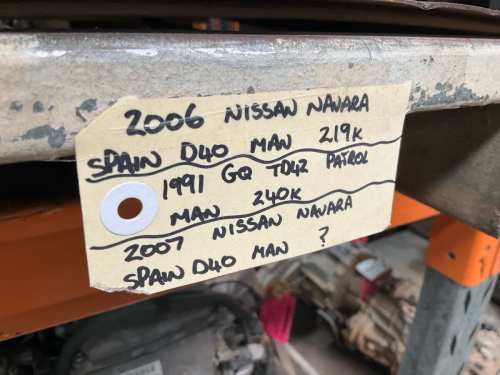 2006 NISSAN NAVARA
SPAIN D40 MAN 219K
1991 GQ TD42 PATROL
MAN 240K
2007 NISSAN NAVARA
SPAIN D40 MAN ?